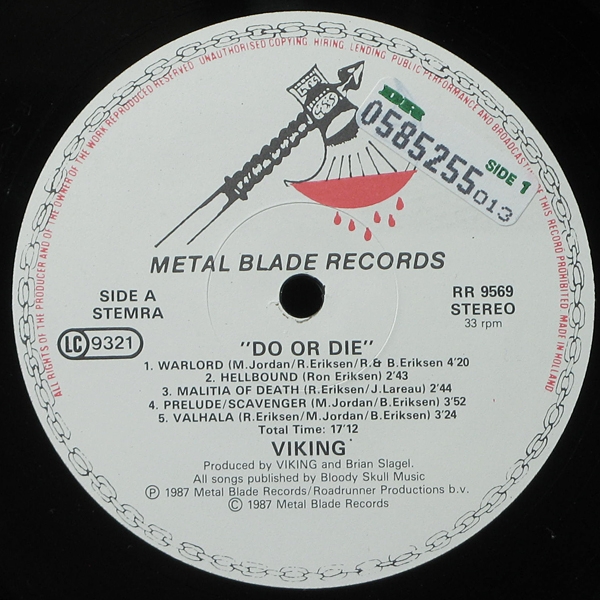 ALL RIGHTS OF THE PRODUCER AND OF THE OWNER OF THE WORK REPRODUCED RESERVED UNAUTHORISED COPYING HIRING, LENDING PUBLIC PERFORMANCE AND BROADCASTI OF THIS RECORD PROHIBITED MADE IN HOLLAND
DR
0585255
013
SIDE 1
METAL BLADE RECORDS
SIDE A
STEMRA
RR 9569
STEREO
33 rpm
LC 9321
"DO OR DIE"
1. WARLORD (M.Jordan/R.Eriksen/R.& B.Eriksen 4'20
2. HELLBOUND (Ron Eriksen) 2'43
3. MALITIA OF DEATH (R.Eriksen/J.Lareau) 2'44
4. PRELUDE/SCAVENGER (M.Jordan/B.Eriksen) 3'52
5. VALHALA (R.Eriksen/M.Jordan/B.Eriksen) 3'24
Total Time: 17'12
VIKING
Produced by VIKING and Brian Slagel.
All songs published by Bloody Skull Music
Ⓟ 1987 Metal Blade Records/Roadrunner Productions b.v.
© 1987 Metal Blade Records